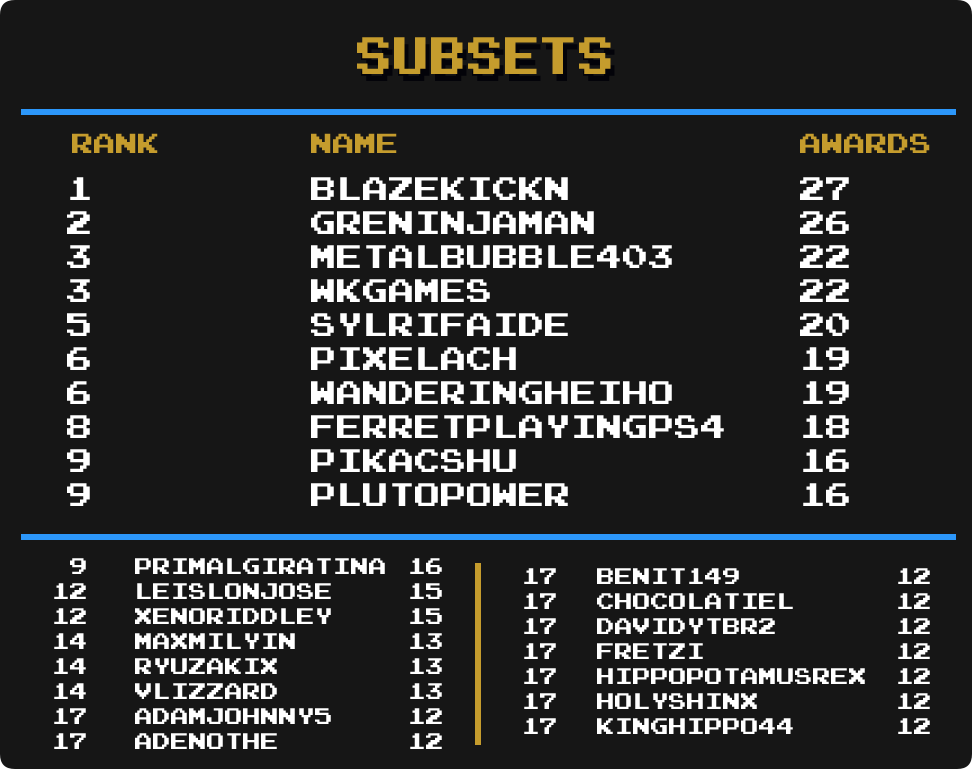 SUBSETS
RANK NAME AWARDS
1 BLAZEKICKN 27
2 GRENINJAMAN 26
3 METALBUBBLE403 22
3 WKGAMES 22
5 SYLRIFAIDE 20
6 PIXELACH 19
6 WANDERINGHEIHO 19
8 FERRETPLAYINGPS4 18
9 PIKACSHU 16
9 PLUTOPOWER 16
9 PRIMALGIRATINA 16
12 LEISLONJOSE 15
12 XENORIDDLEY 15
14 MAXMILYIN 13
14 RYUZAKIX 13
14 VLIZZARD 13
17 ADAMJOHNNY5 12
17 ADENOTHE 12
17 BENIT149 12
17 CHOCOLATIEL 12
17 DAVIDYTBR2 12
17 FRETZI 12
17 HIPPOPOTAMUSREX 12
17 HOLYSHINX 12
17 KINGHIPPO44 12